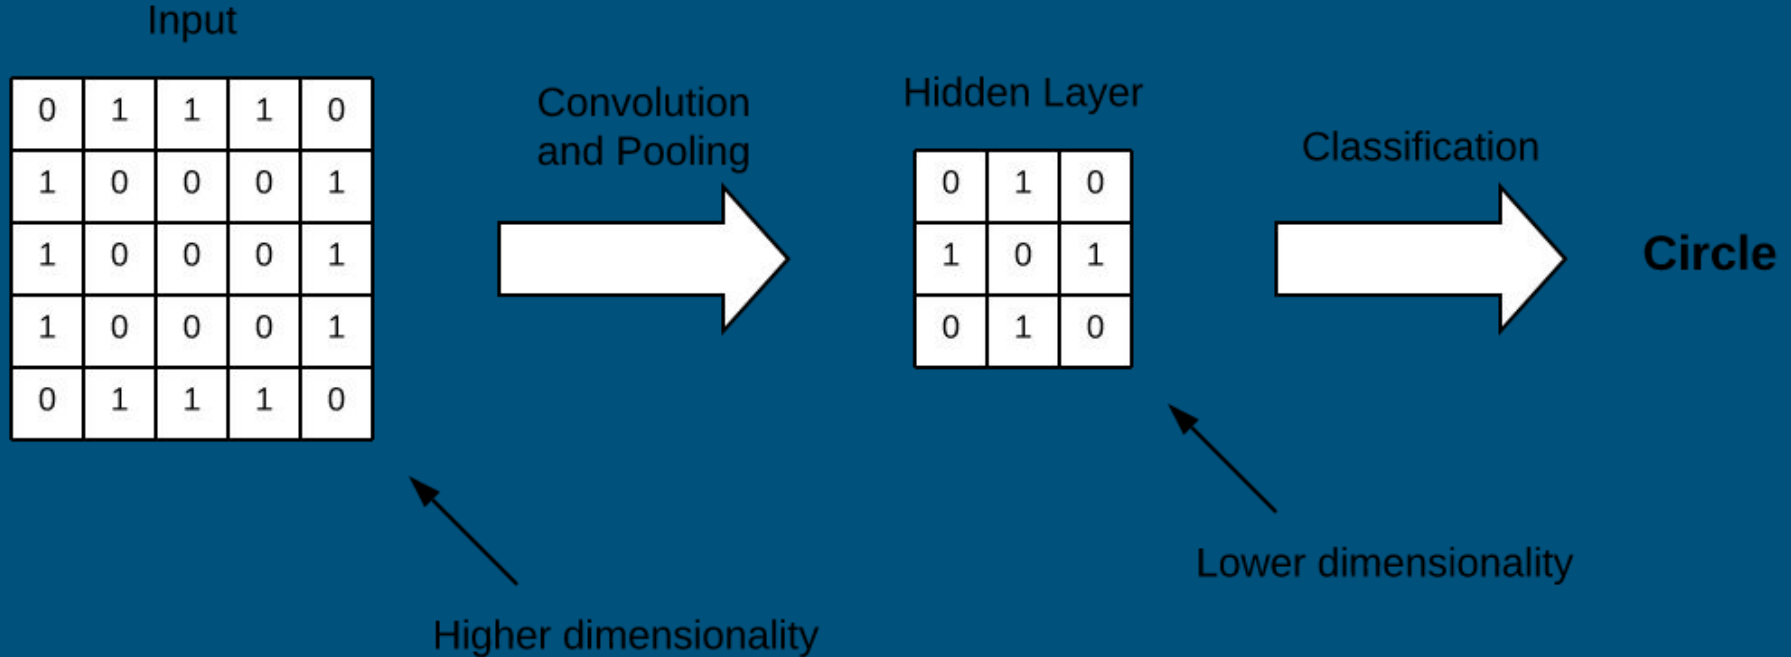 Input
0 1 1 1 0
1 0 0 0 1
1 0 0 0 1
1 0 0 0 1
0 1 1 1 0
Higher dimensionality
Convolution
and Pooling
Hidden Layer
0 1 0
1 0 1
0 1 0
Lower dimensionality
Classification
Circle